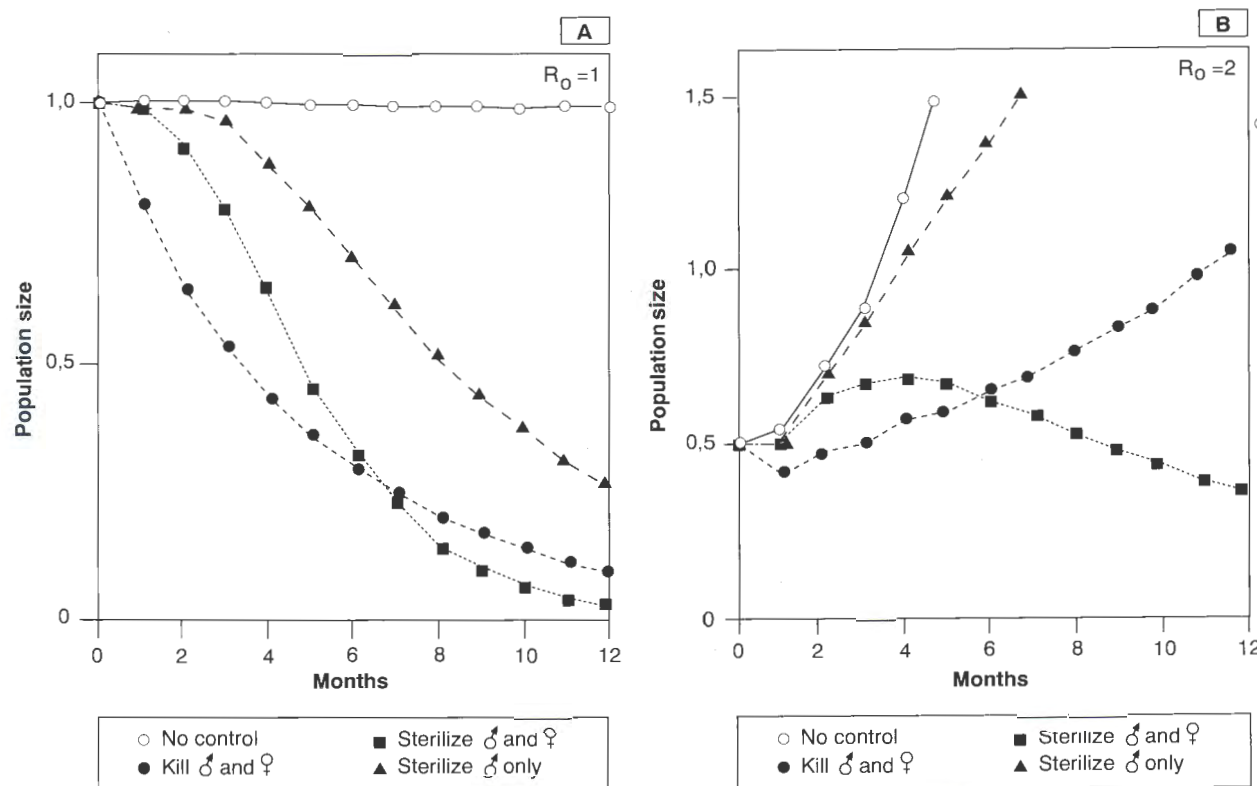 A
R₀ =1
1,0
0,5
0
Population size
0 2 4 6 8 10 12
Months
○ No control
■ Sterilize ♂ and ♀
● Kill ♂ and ♀
▲ Sterilize ♂ only
B
R₀ =2
1,5
1,0
0,5
0
Population size
0 2 4 6 8 10 12
Months
○ No control
■ Sterilize ♂ and ♀
● Kill ♂ and ♀
▲ Sterilize ♂ only